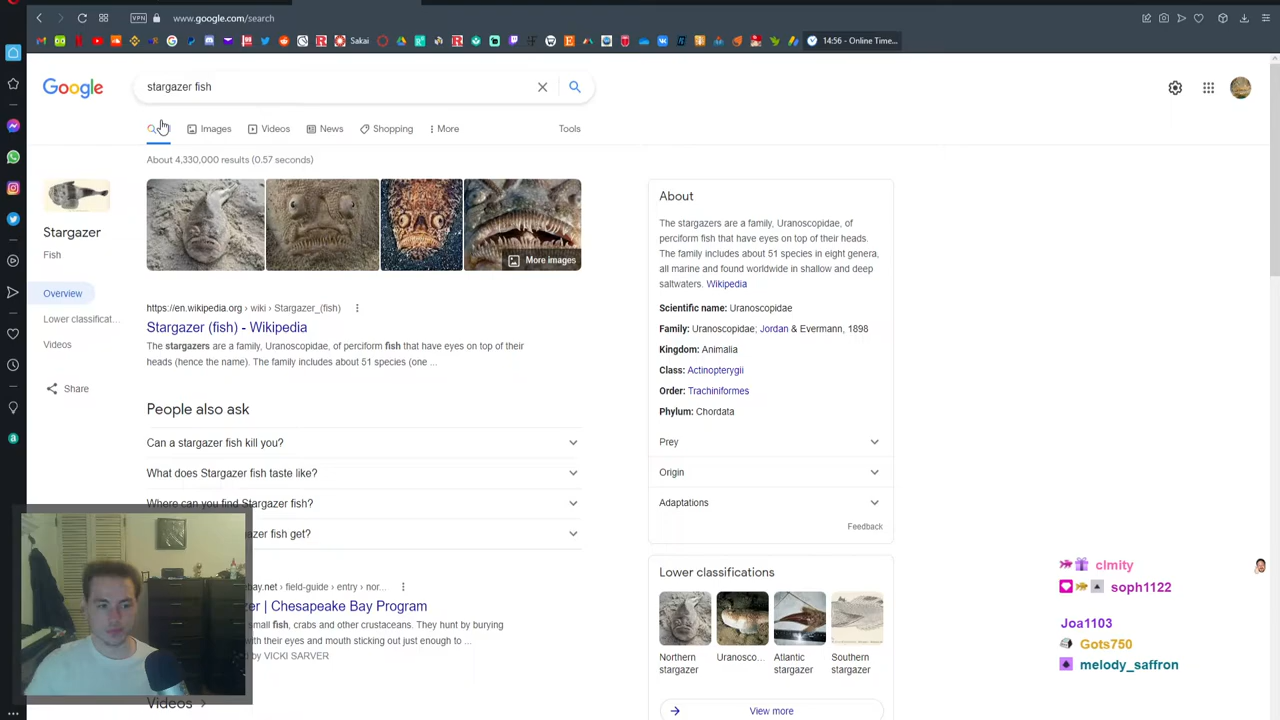 VPN
www.google.com/search
Sakai
14:56 - Online Time...
Google
stargazer fish
Images
Videos
News
Shopping
More
Tools
About 4,330,000 results (0.57 seconds)
Stargazer
Fish
Overview
Lower classificat...
Videos
Share
More images
https://en.wikipedia.org › wiki › Stargazer_(fish)
Stargazer (fish) - Wikipedia
The stargazers are a family, Uranoscopidae, of perciform fish that have eyes on top of their
heads (hence the name). The family includes about 51 species (one ...
People also ask
Can a stargazer fish kill you?
What does Stargazer fish taste like?
Where can you find Stargazer fish?
fish get?
bay.net › field-guide › entry › nor...
| Chesapeake Bay Program
fish, crabs and other crustaceans. They hunt by burying
with their eyes and mouth sticking out just enough to ...
by VICKI SARVER
Videos
About
The stargazers are a family, Uranoscopidae, of
perciform fish that have eyes on top of their heads.
The family includes about 51 species in eight genera,
all marine and found worldwide in shallow and deep
saltwaters. Wikipedia
Scientific name: Uranoscopidae
Family: Uranoscopidae; Jordan & Evermann, 1898
Kingdom: Animalia
Class: Actinopterygii
Order: Trachiniformes
Phylum: Chordata
Prey
Origin
Adaptations
Feedback
Lower classifications
Northern
stargazer
Uranosco...
Atlantic
stargazer
Southern
stargazer
View more
clmity
soph1122
Joa1103
Gots750
melody_saffron